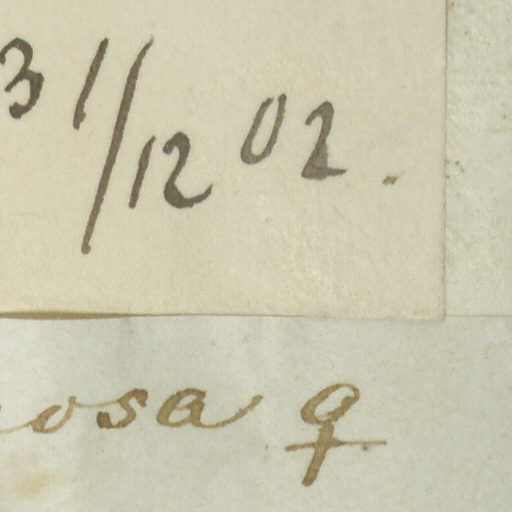 31/12 02.
osa ♀